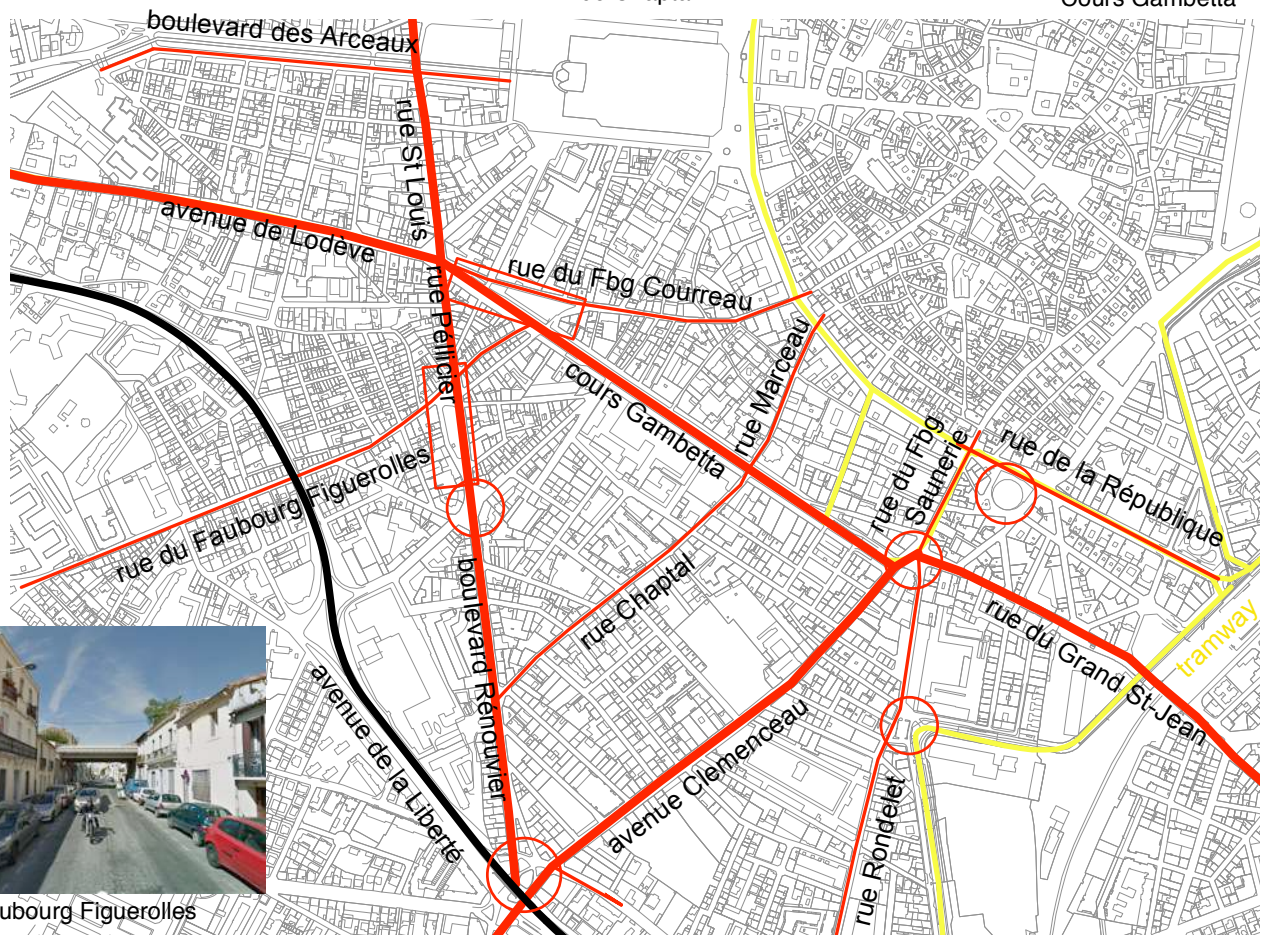 Cours Gambetta
boulevard des Arceaux
rue St Louis
avenue de Lodève
rue du Fbg Courreau
rue Péllicier
rue Marceau
cours Gambetta
rue du Fbg
Saunerie
rue de la République
rue du Faubourg Figuerolles
boulevard Rénouvier
rue Chaptal
rue du Grand St-Jean
tramway
avenue de la Liberté
avenue Clemenceau
rue Rondelet
ubourg Figuerolles